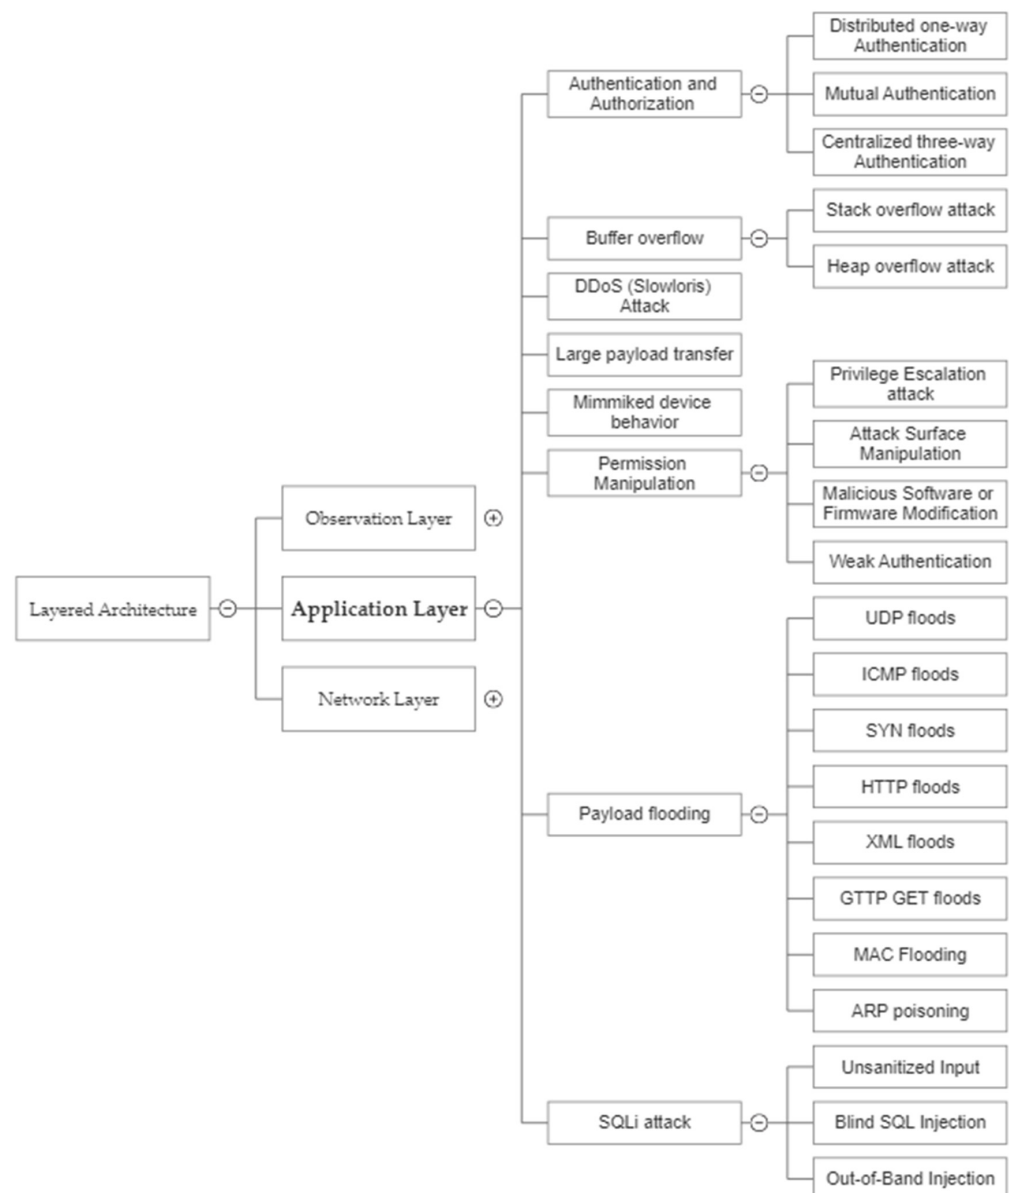 Distributed one-way
Authentication
Authentication and
Authorization
Mutual Authentication
Centralized three-way
Authentication
Stack overflow attack
Buffer overflow
Heap overflow attack
DDoS (Slowloris)
Attack
Large payload transfer
Privilege Escalation
attack
Mimmiked device
behavior
Attack Surface
Manipulation
Permission
Manipulation
Malicious Software or
Firmware Modification
Observation Layer
Weak Authentication
Layered Architecture
Application Layer
UDP floods
ICMP floods
Network Layer
SYN floods
HTTP floods
Payload flooding
XML floods
GTTP GET floods
MAC Flooding
ARP poisoning
Unsanitized Input
SQLi attack
Blind SQL Injection
Out-of-Band Injection